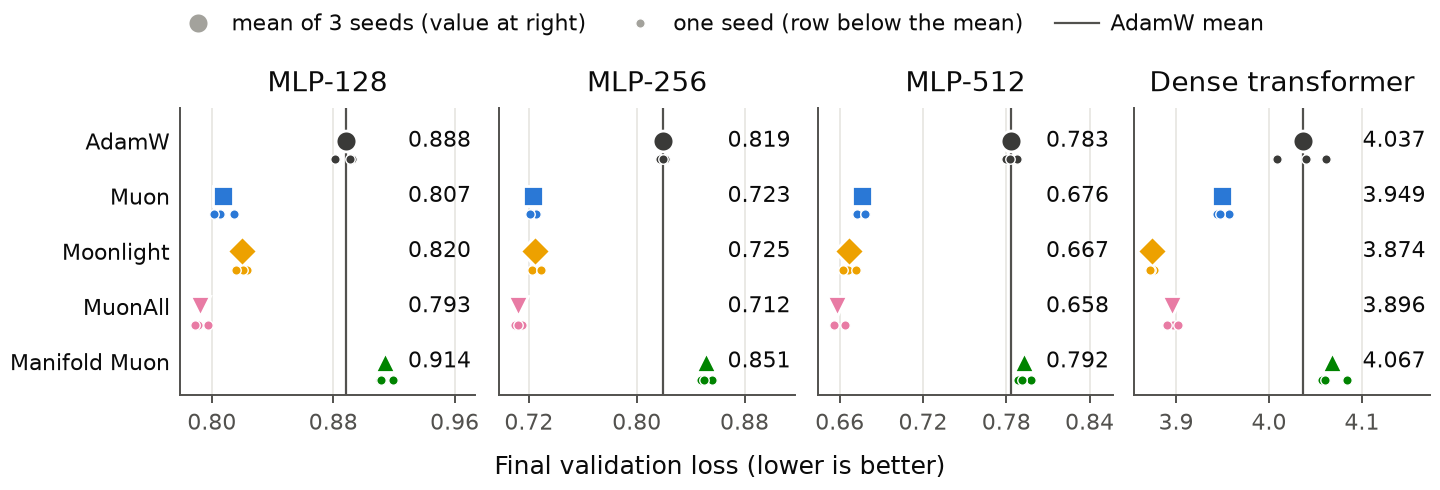 mean of 3 seeds (value at right)
one seed (row below the mean)
AdamW mean
MLP-128
MLP-256
MLP-512
Dense transformer
AdamW
0.888
0.819
0.783
4.037
Muon
0.807
0.723
0.676
3.949
Moonlight
0.820
0.725
0.667
3.874
MuonAll
0.793
0.712
0.658
3.896
Manifold Muon
0.914
0.851
0.792
4.067
0.80
0.88
0.96
0.72
0.80
0.88
0.66
0.72
0.78
0.84
3.9
4.0
4.1
Final validation loss (lower is better)